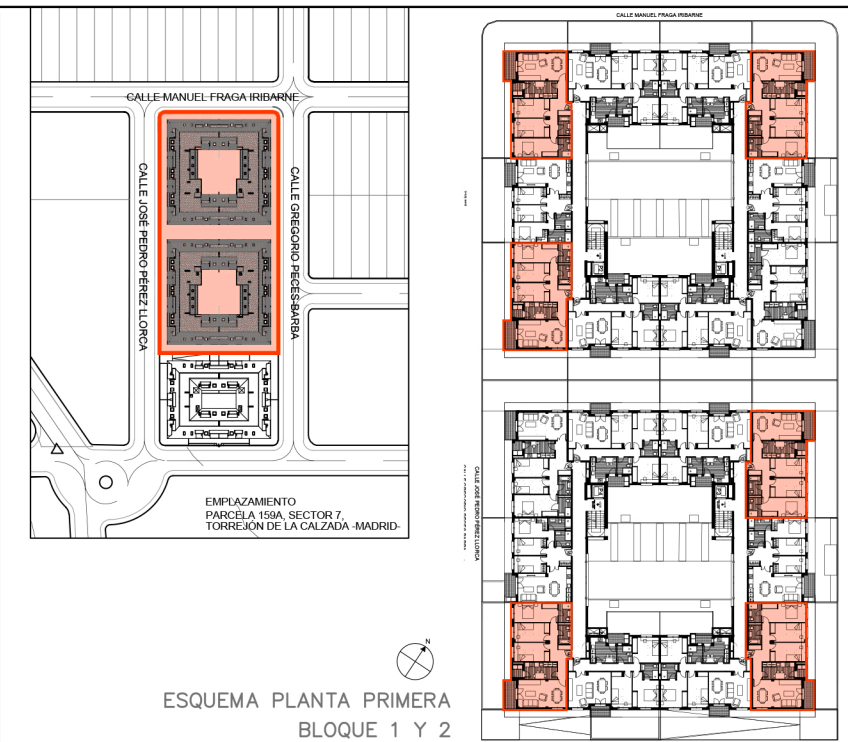 CALLE MANUEL FRAGA IRIBARNE
CALLE JOSÉ PEDRO PÉREZ LLORCA
CALLE GREGORIO PECES-BARBA
EMPLAZAMIENTO
PARCELA 159A, SECTOR 7,
TORREJÓN DE LA CALZADA -MADRID-
N
ESQUEMA PLANTA PRIMERA
BLOQUE 1 Y 2
CALLE MANUEL FRAGA IRIBARNE
CALLE JOSÉ PEDRO PÉREZ LLORCA